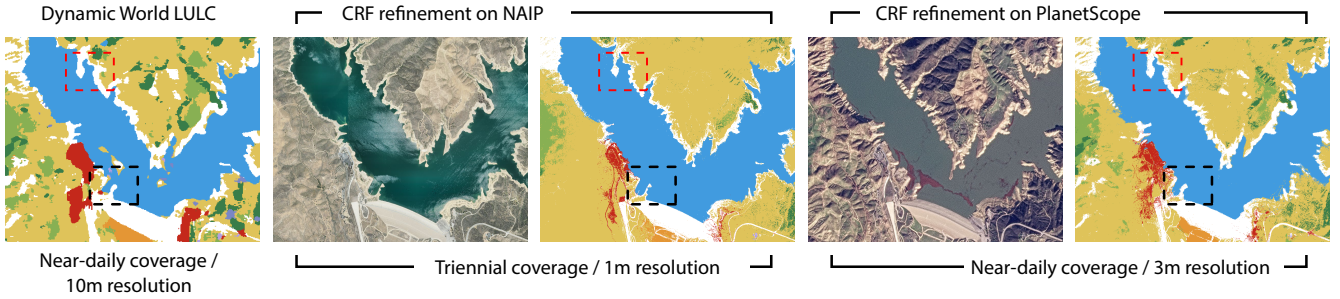 Dynamic World LULC
CRF refinement on NAIP
CRF refinement on PlanetScope
Near-daily coverage /
10m resolution
Triennial coverage / 1m resolution
Near-daily coverage / 3m resolution